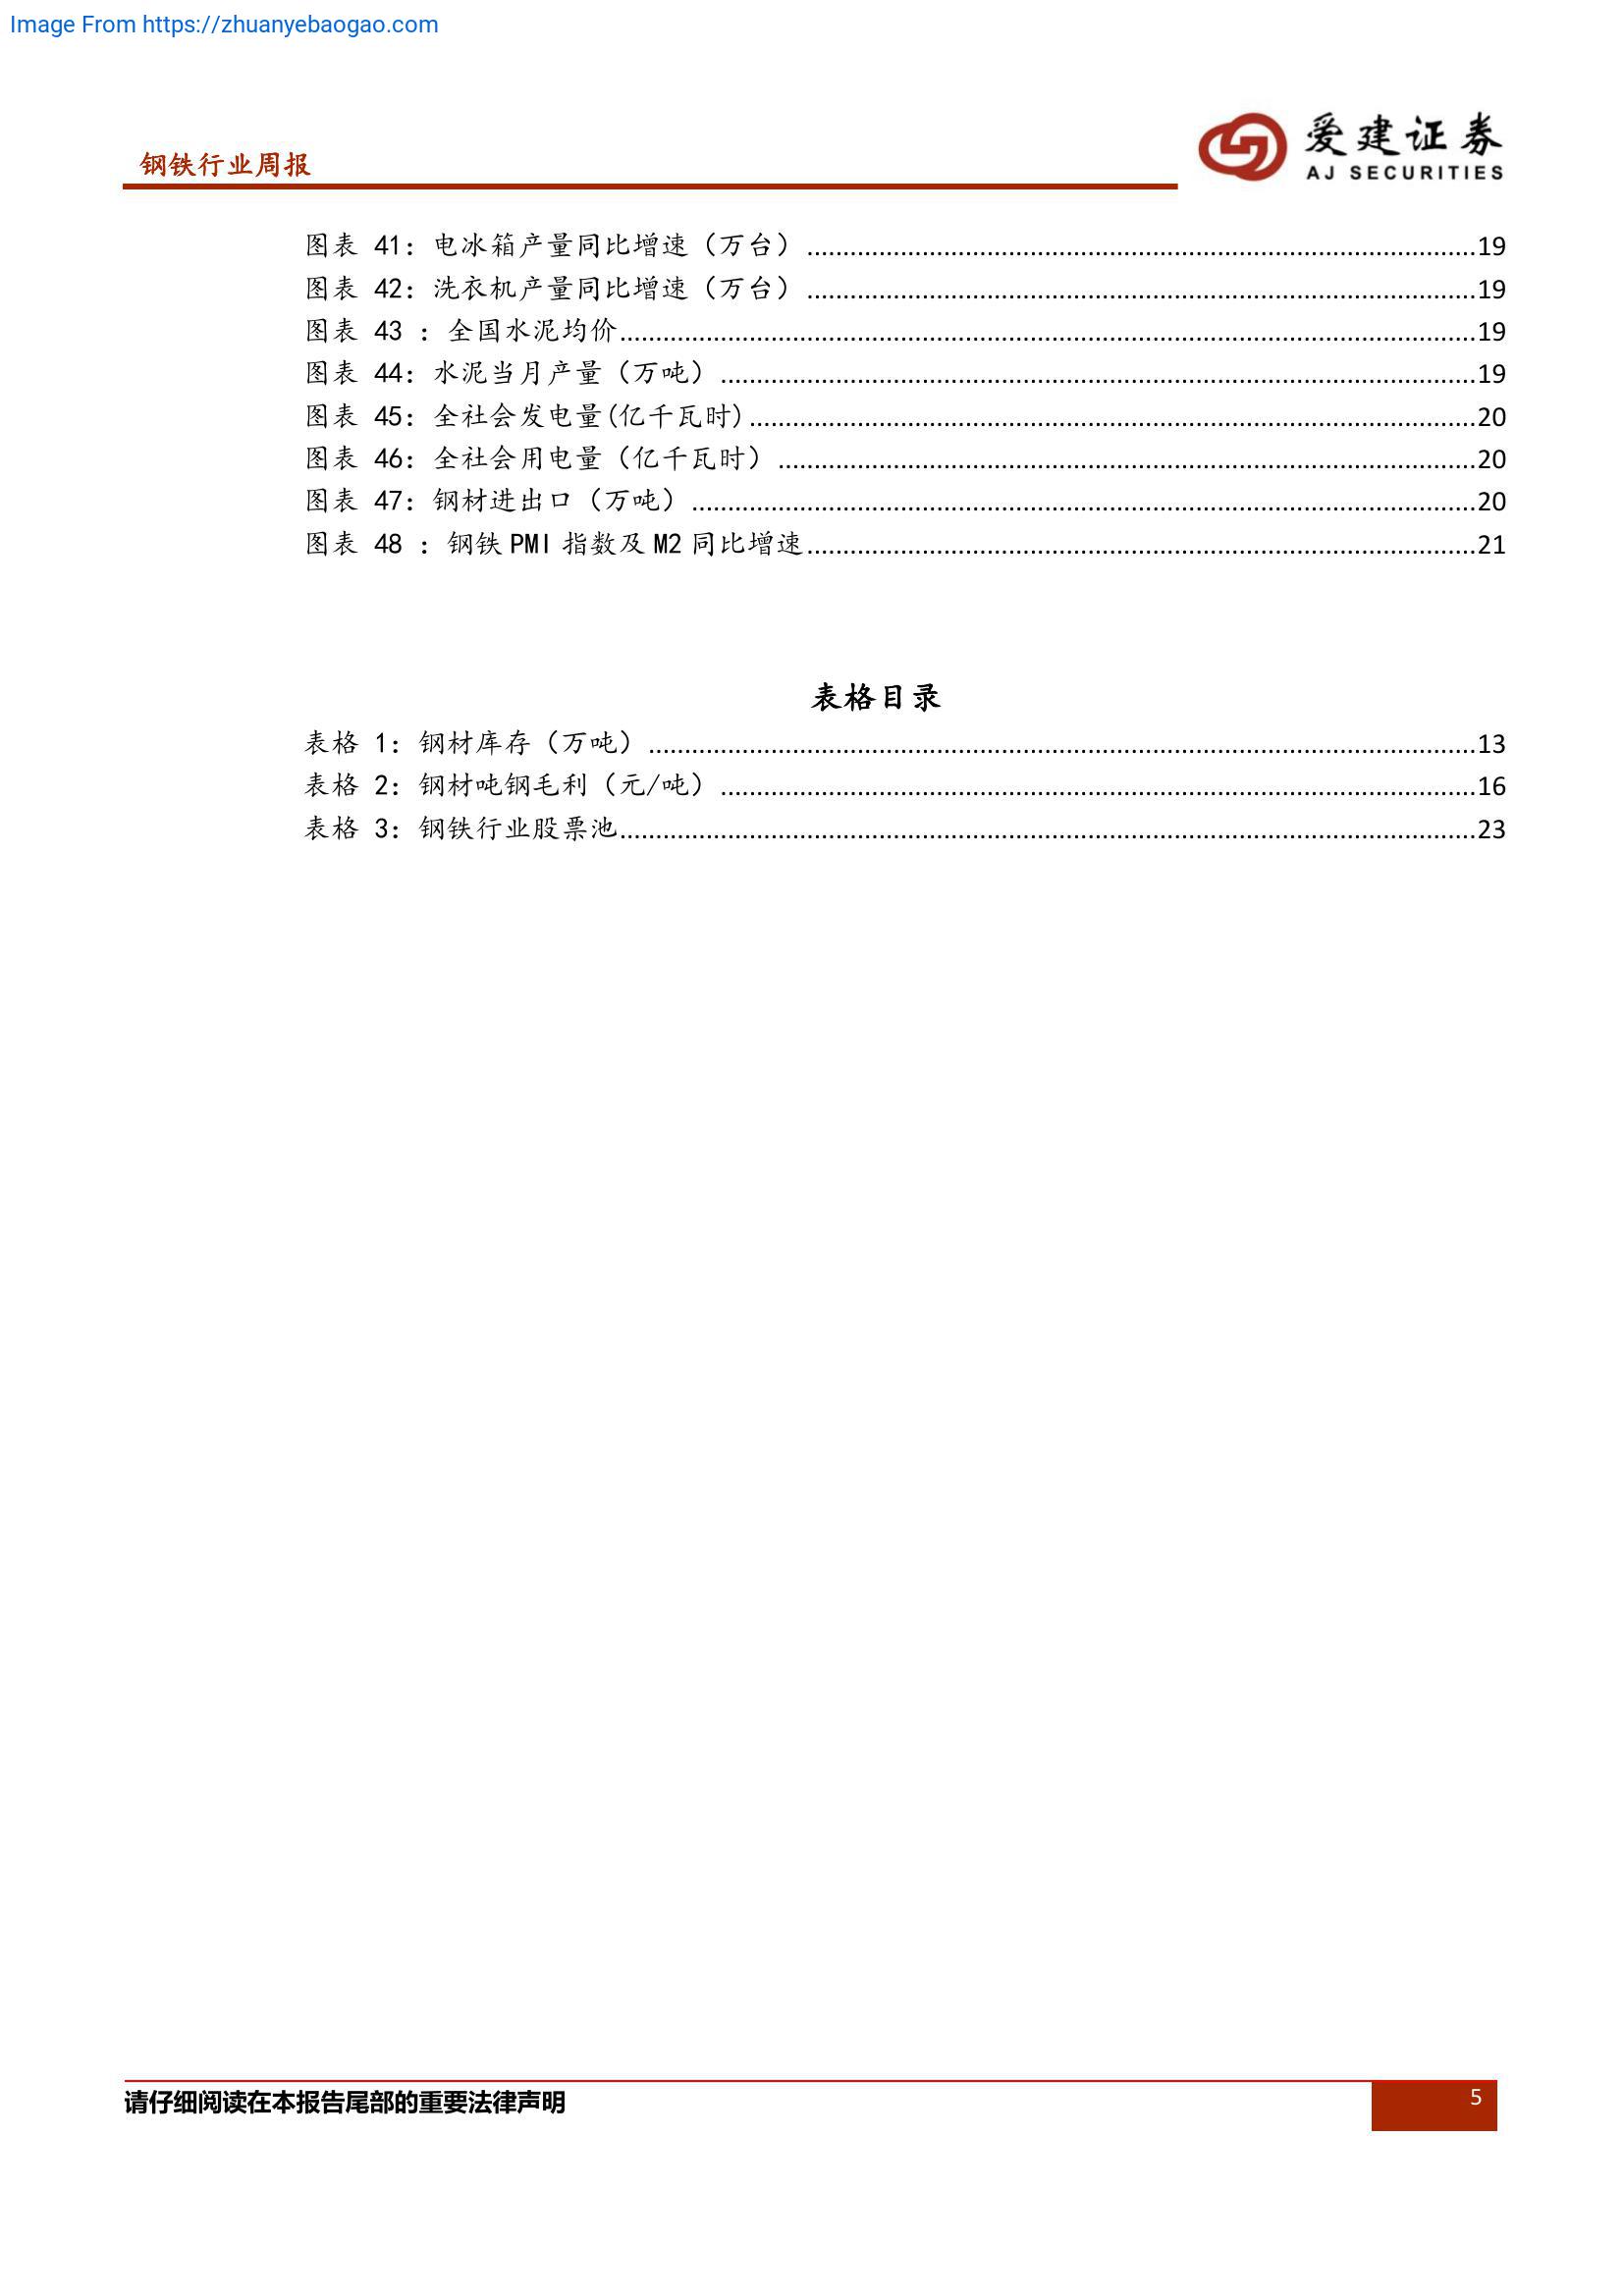 Image From https://zhuanyebaogao.com
爱建证券
AJ SECURITIES
钢铁行业周报
图表 41：电冰箱产量同比增速（万台）..........19
图表 42：洗衣机产量同比增速（万台）..........19
图表 43 ：全国水泥均价..........19
图表 44：水泥当月产量（万吨）..........19
图表 45：全社会发电量(亿千瓦时)..........20
图表 46：全社会用电量（亿千瓦时）..........20
图表 47：钢材进出口（万吨）..........20
图表 48 ：钢铁 PMI 指数及 M2 同比增速..........21
表格目录
表格 1：钢材库存（万吨）..........13
表格 2：钢材吨钢毛利（元/吨）..........16
表格 3：钢铁行业股票池..........23
请仔细阅读在本报告尾部的重要法律声明
5